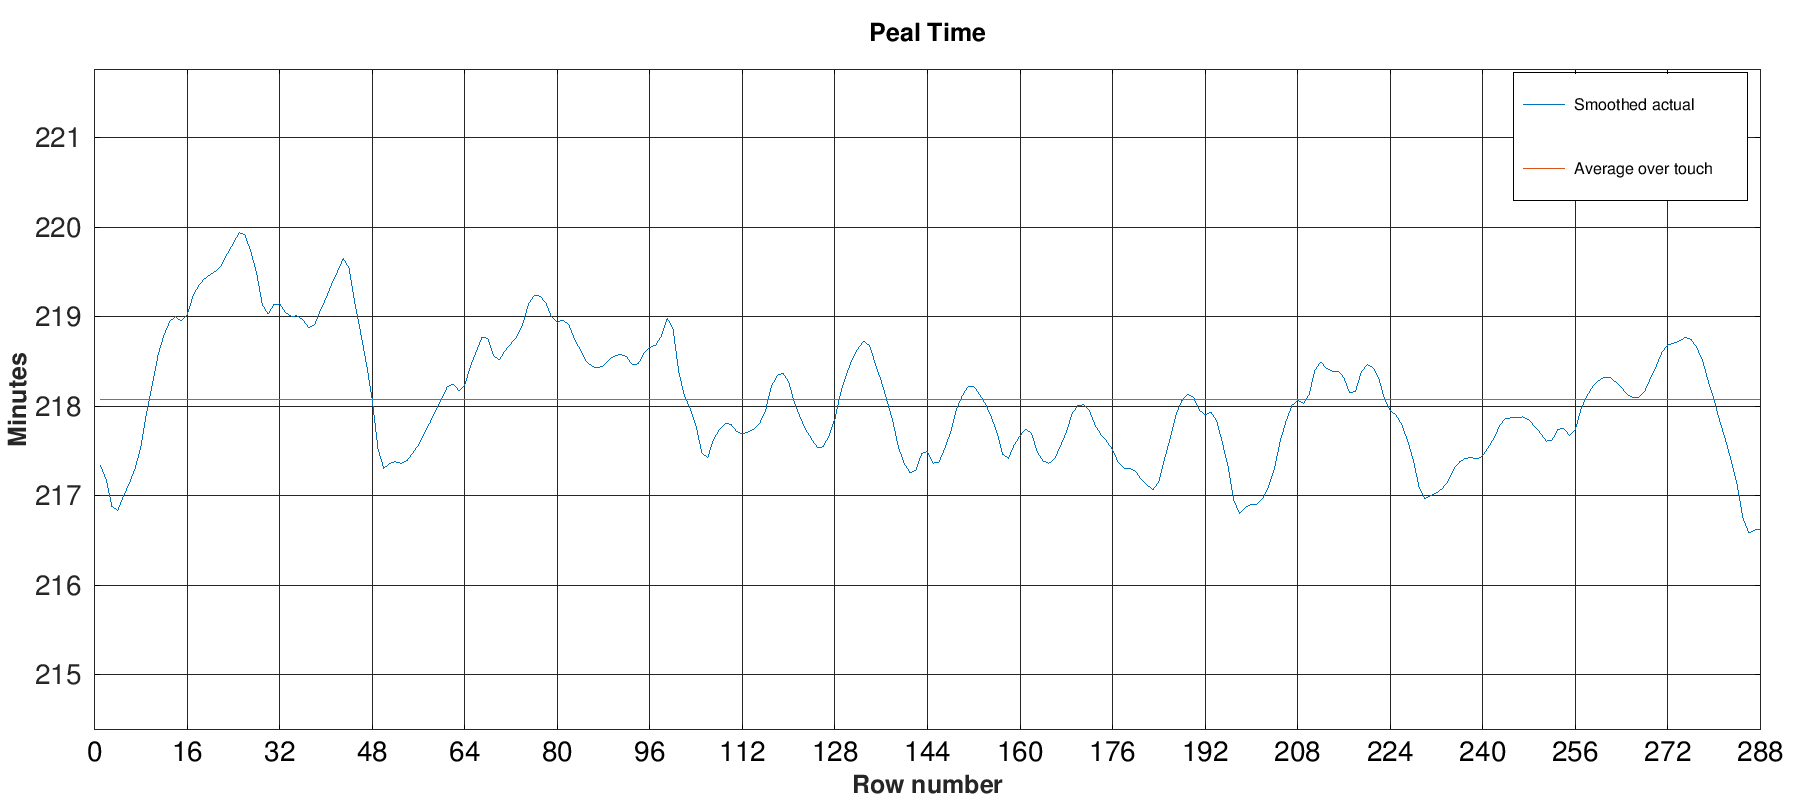 Peal Time
Smoothed actual
Average over touch
221
220
219
218
217
216
215
Minutes
0 16 32 48 64 80 96 112 128 144 160 176 192 208 224 240 256 272 288
Row number